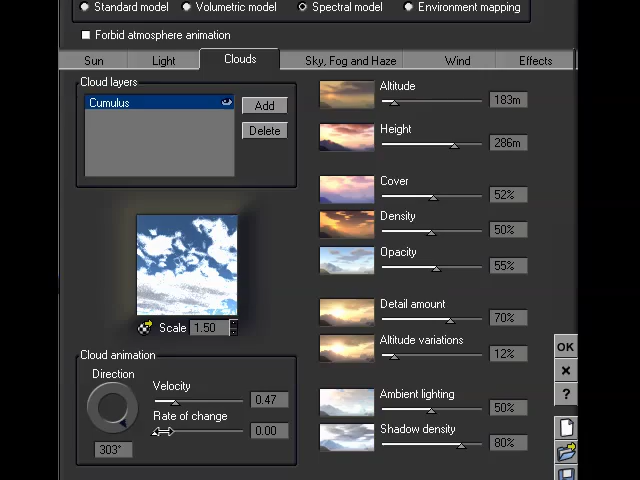 Standard model Volumetric model Spectral model Environment mapping
Forbid atmosphere animation
Sun Light Clouds Sky, Fog and Haze Wind Effects
Cloud layers
Cumulus
Add
Delete
Scale 1.50
Cloud animation
Direction
303°
Velocity
0.47
Rate of change
0.00
Altitude
183m
Height
286m
Cover
52%
Density
50%
Opacity
55%
Detail amount
70%
Altitude variations
12%
Ambient lighting
50%
Shadow density
80%
OK
×
?